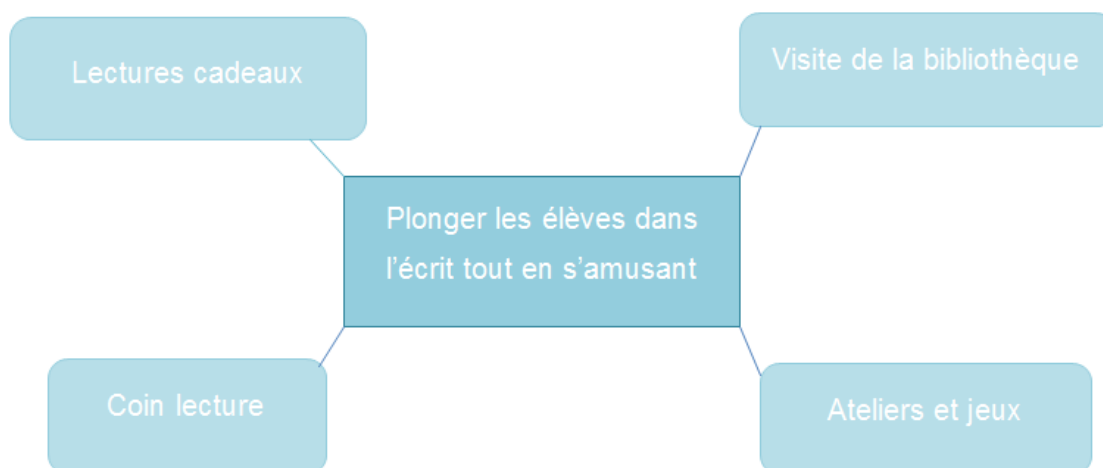 Lectures cadeaux
Visite de la bibliothèque
Plonger les élèves dans
l’écrit tout en s’amusant
Coin lecture
Ateliers et jeux